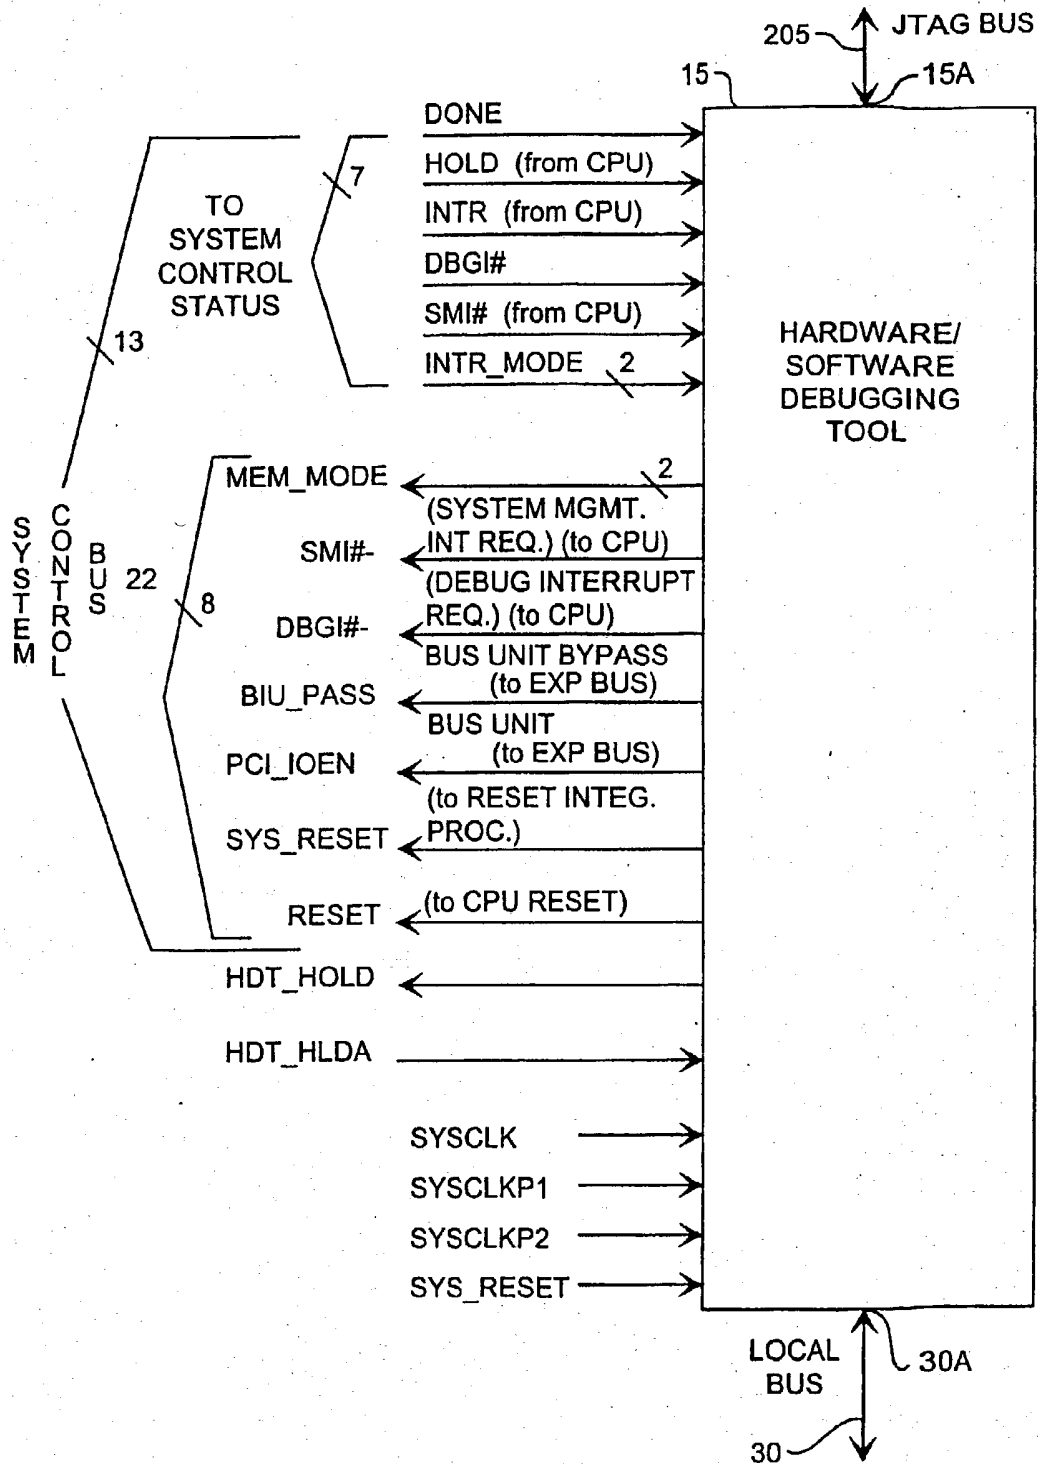 205
JTAG BUS
15
15A
DONE
7
HOLD (from CPU)
TO
SYSTEM
CONTROL
STATUS
INTR (from CPU)
DBGI#
SMI# (from CPU)
13
INTR_MODE
2
HARDWARE/
SOFTWARE
DEBUGGING
TOOL
MEM_MODE
2
(SYSTEM MGMT.
INT REQ.) (to CPU)
SMI#-
(DEBUG INTERRUPT
REQ.) (to CPU)
DBGI#-
SYSTEM
CONTROL
BUS
22
8
BUS UNIT BYPASS
(to EXP BUS)
BIU_PASS
BUS UNIT
(to EXP BUS)
PCI_IOEN
(to RESET INTEG.
PROC.)
SYS_RESET
RESET
(to CPU RESET)
HDT_HOLD
HDT_HLDA
SYSCLK
SYSCLKP1
SYSCLKP2
SYS_RESET
LOCAL
BUS
30A
30